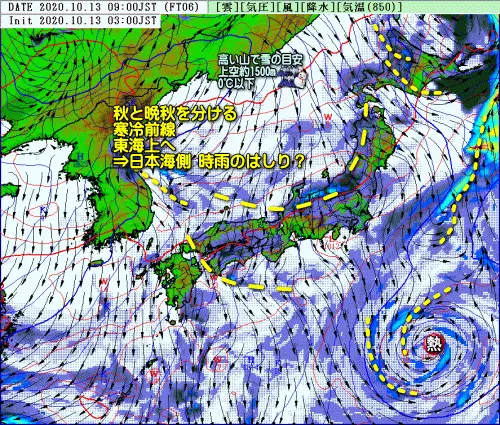 DATE 2020.10.13 09:00JST (FT06) [雲][気圧][風][降水][気温(850)]
Init 2020.10.13 03:00JST
高い山で雪の目安
上空約1500m
0℃以下
秋と晩秋を分ける
寒冷前線
東海上へ
⇒日本海側 時雨のはしり？
W
W
熱